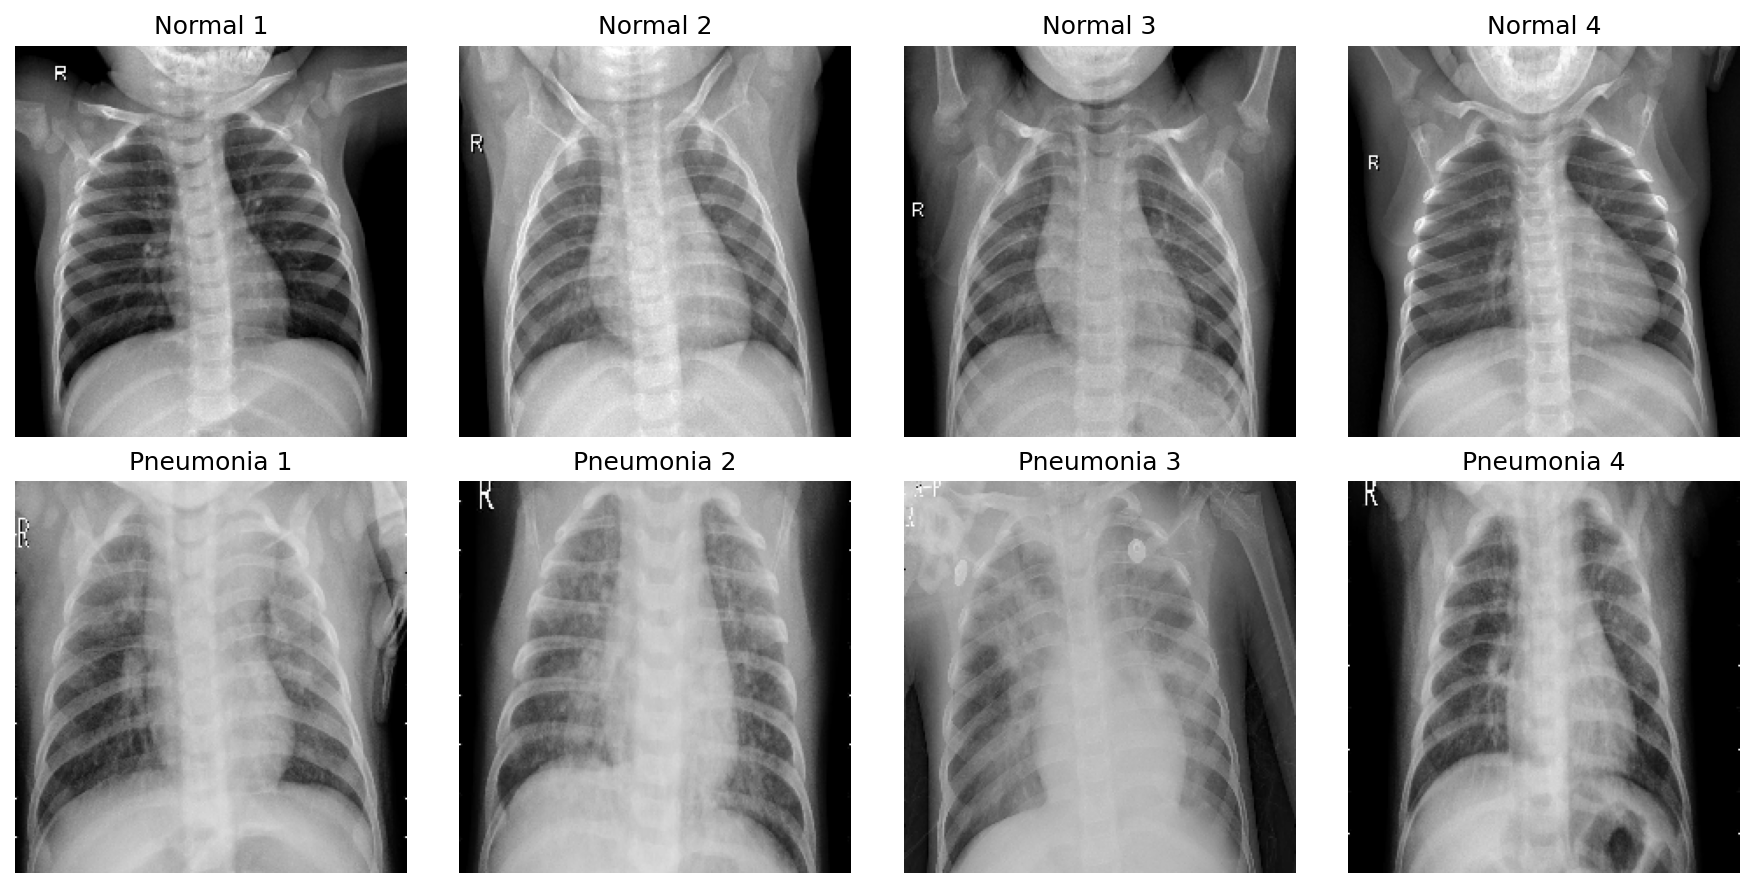 Normal 1
Normal 2
Normal 3
Normal 4
R
R
R
R
Pneumonia 1
Pneumonia 2
Pneumonia 3
Pneumonia 4
R
R
R